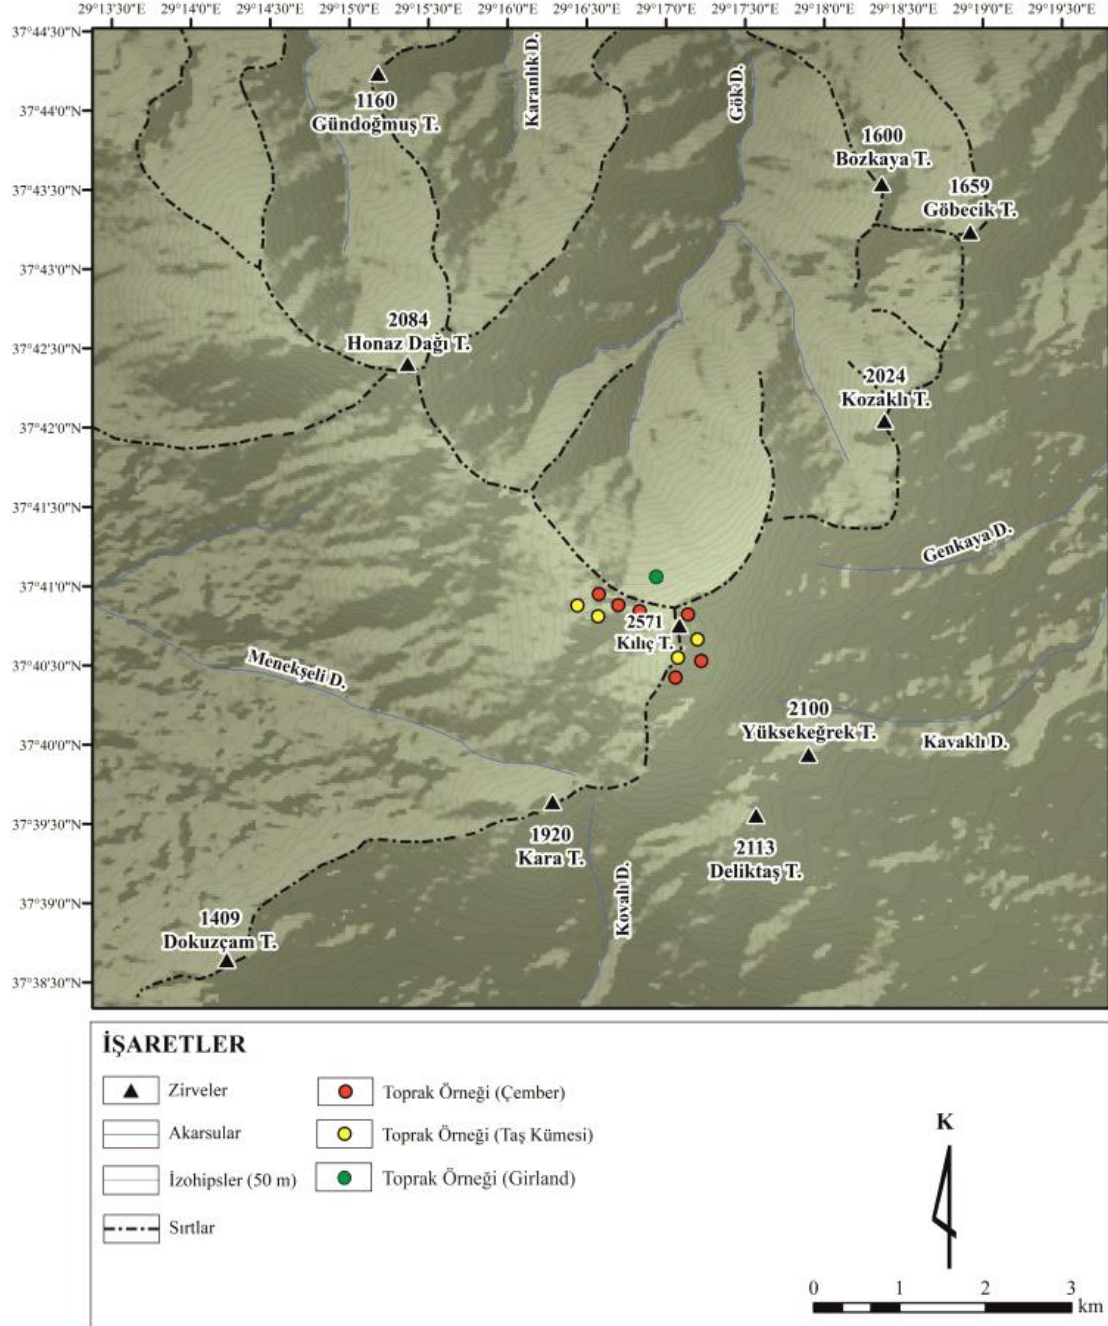 29°13'30"E 29°14'0"E 29°14'30"E 29°15'0"E 29°15'30"E 29°16'0"E 29°16'30"E 29°17'0"E 29°17'30"E 29°18'0"E 29°18'30"E 29°19'0"E 29°19'30"E
37°44'30"N
37°44'0"N
37°43'30"N
37°43'0"N
37°42'30"N
37°42'0"N
37°41'30"N
37°41'0"N
37°40'30"N
37°40'0"N
37°39'30"N
37°39'0"N
37°38'30"N
Karanlık D.
Gök D.
1160
Gündoğmuş T.
1600
Bozkaya T.
1659
Göbecik T.
2084
Honaz Dağı T.
2024
Kozaklı T.
Genkaya D.
2571
Kılıç T.
Menekşeli D.
2100
Yüksekeğrek T.
Kavaklı D.
1920
Kara T.
2113
Deliktaş T.
Kovalı D.
1409
Dokuzçam T.
İŞARETLER
Zirveler
Akarsular
İzohipsler (50 m)
Sırtlar
Toprak Örneği (Çember)
Toprak Örneği (Taş Kümesi)
Toprak Örneği (Girland)
K
0 1 2 3
km